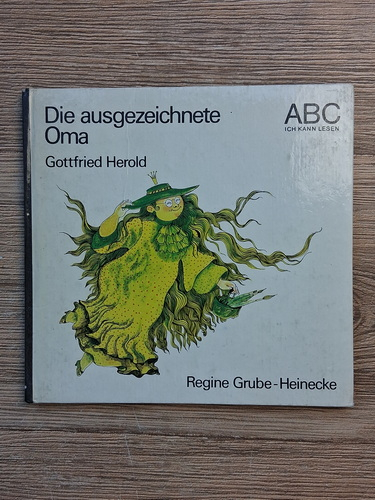 Die ausgezeichnete
Oma
Gottfried Herold
ABC
ICH KANN LESEN
Regine Grube-Heinecke